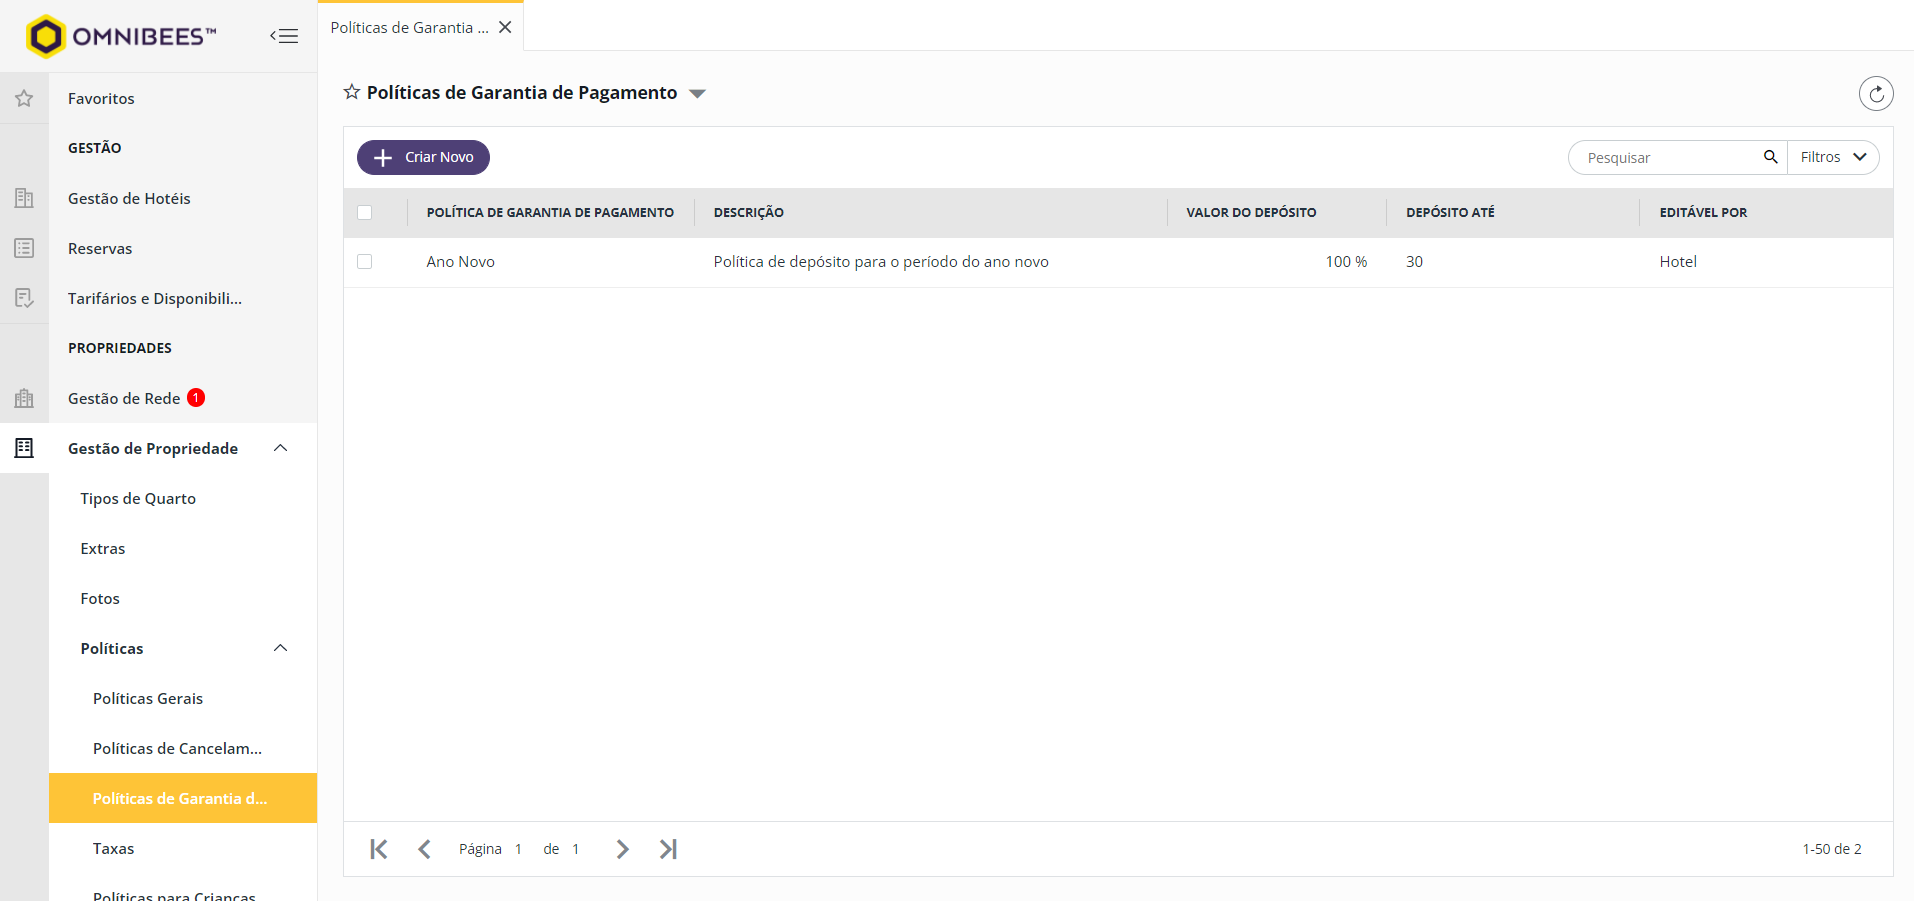 OMNIBEES™
Favoritos
GESTÃO
Gestão de Hotéis
Reservas
Tarifários e Disponibili...
PROPRIEDADES
Gestão de Rede 1
Gestão de Propriedade
Tipos de Quarto
Extras
Fotos
Políticas
Políticas Gerais
Políticas de Cancelam...
Políticas de Garantia d...
Taxas
Políticas para Crianças
Políticas de Garantia ...
Políticas de Garantia de Pagamento
Criar Novo
Pesquisar
Filtros
POLÍTICA DE GARANTIA DE PAGAMENTO DESCRIÇÃO VALOR DO DEPÓSITO DEPÓSITO ATÉ EDITÁVEL POR
Ano Novo Política de depósito para o período do ano novo 100 % 30 Hotel
Página 1 de 1
1-50 de 2